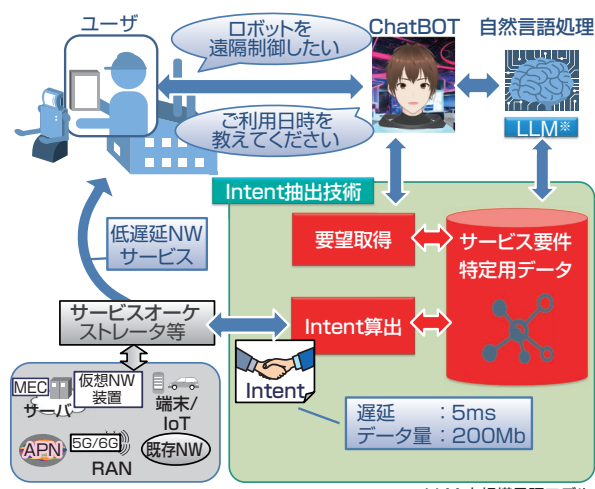 ユーザ
ロボットを
遠隔制御したい
ChatBOT
自然言語処理
ご利用日時を
教えてください
LLM※
Intent抽出技術
低遅延NW
サービス
要望取得
サービス要件
特定用データ
サービスオーケ
ストレータ等
Intent算出
Intent
MEC
サーバ
仮想NW
装置
端末/
IoT
APN
5G/6G
RAN
既存NW
遅延 :5ms
データ量:200Mb